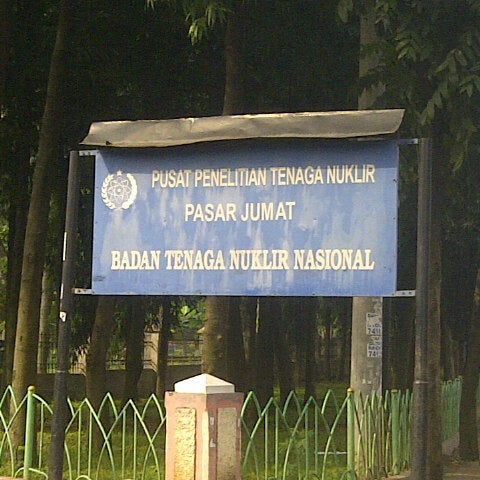 PUSAT PENELITIAN TENAGA NUKLIR
PASAR JUMAT
BADAN TENAGA NUKLIR NASIONAL